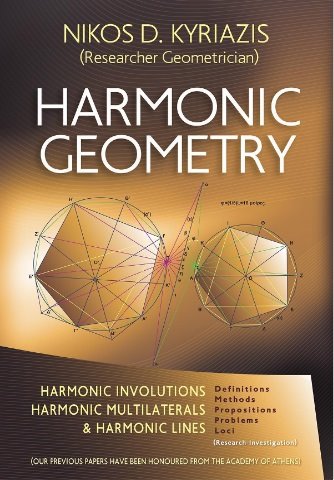 NIKOS D. KYRIAZIS
(Researcher Geometrician)
HARMONIC
GEOMETRY
HARMONIC INVOLUTIONS
HARMONIC MULTILATERALS
& HARMONIC LINES
Definitions
Methods
Propositions
Problems
Loci
(Research Investigation)
(OUR PREVIOUS PAPERS HAVE BEEN HONOURED FROM THE ACADEMY OF ATHENS)